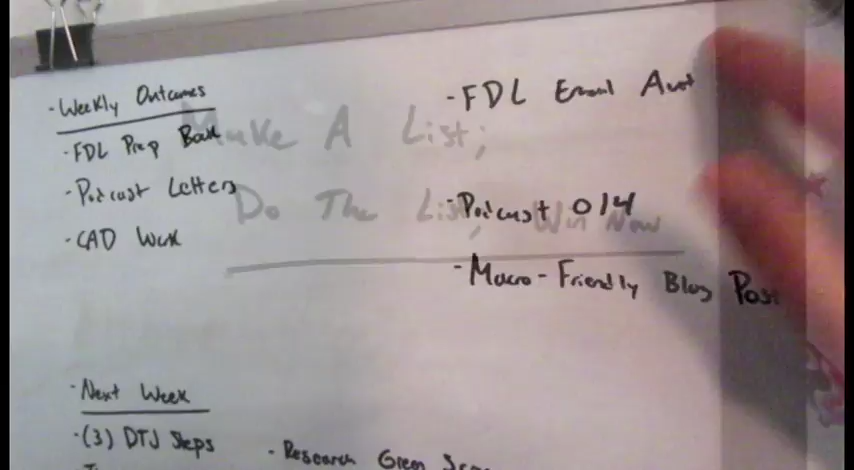 - Weekly Outcomes
- FDL Prep Book
- Podcast Letters
- CAD Work
- FDL Email
- Podcast 014
- Macro-Friendly Blog Post
Make A List;
Do The List, Win Now
- Next Week
- (3) DTJ Steps
- Research Green